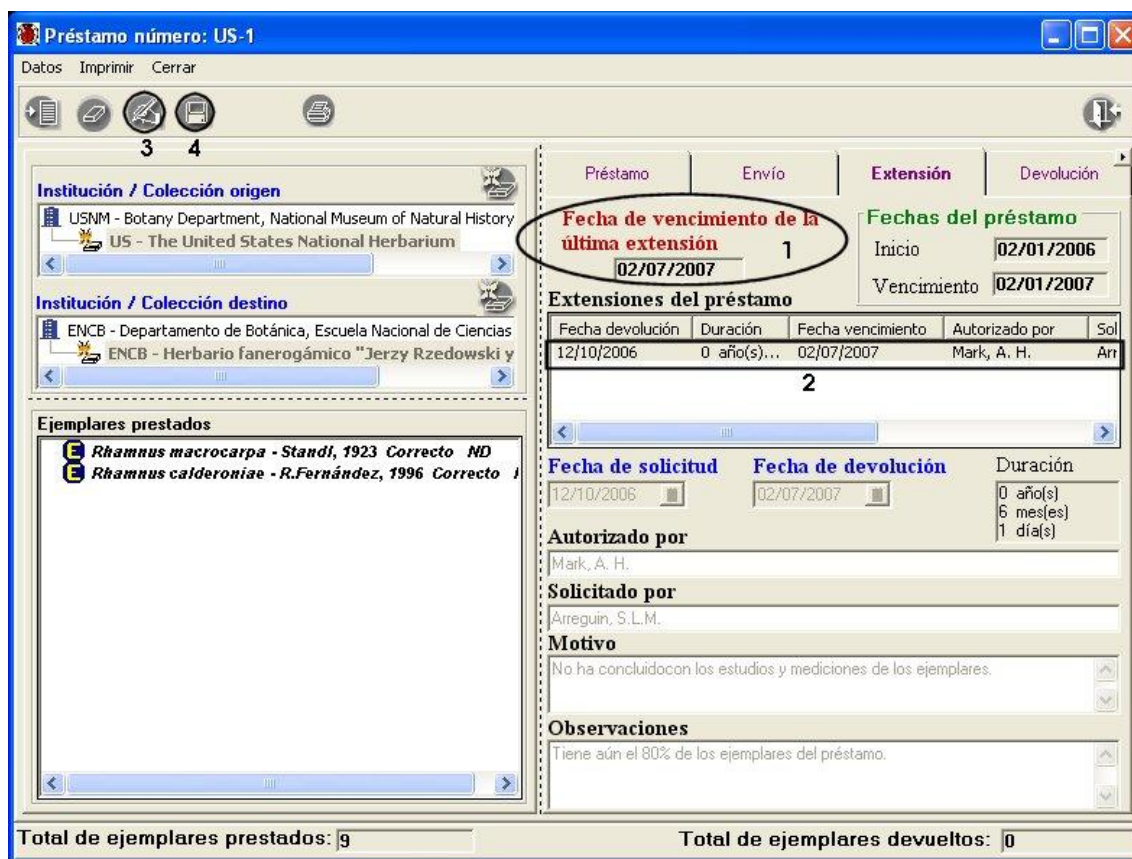 Préstamo número: US-1
Datos Imprimir Cerrar
3 4
Institución / Colección origen
USNM - Botany Department, National Museum of Natural History
US - The United States National Herbarium
Institución / Colección destino
ENCB - Departamento de Botánica, Escuela Nacional de Ciencias
ENCB - Herbario fanerogámico "Jerzy Rzedowski y
Ejemplares prestados
Rhamnus macrocarpa - Standl, 1923 Correcto ND
Rhamnus calderoniae - R.Fernández, 1996 Correcto
Préstamo Envío Extensión Devolución
Fecha de vencimiento de la
última extensión 1
02/07/2007
Fechas del préstamo
Inicio 02/01/2006
Vencimiento 02/01/2007
Extensiones del préstamo
Fecha devolución Duración Fecha vencimiento Autorizado por Sol
12/10/2006 0 año(s)... 02/07/2007 Mark, A. H. Arr
2
Fecha de solicitud Fecha de devolución Duración
12/10/2006 02/07/2007 0 año(s)
6 mes(es)
1 día(s)
Autorizado por
Mark, A. H.
Solicitado por
Arreguin, S.L.M.
Motivo
No ha concluidocon los estudios y mediciones de los ejemplares.
Observaciones
Tiene aún el 80% de los ejemplares del préstamo.
Total de ejemplares prestados: 9 Total de ejemplares devueltos: 0